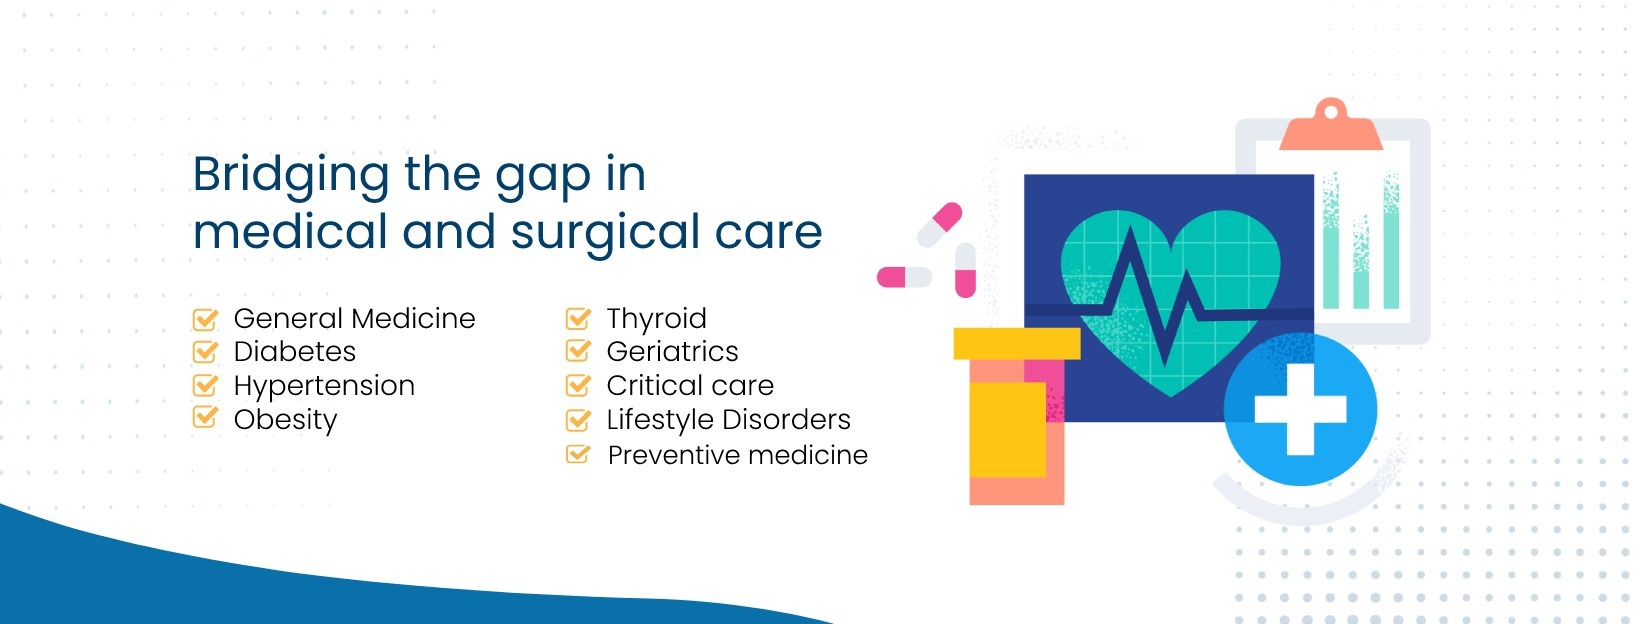 Bridging the gap in
medical and surgical care
General Medicine
Diabetes
Hypertension
Obesity
Thyroid
Geriatrics
Critical care
Lifestyle Disorders
Preventive medicine